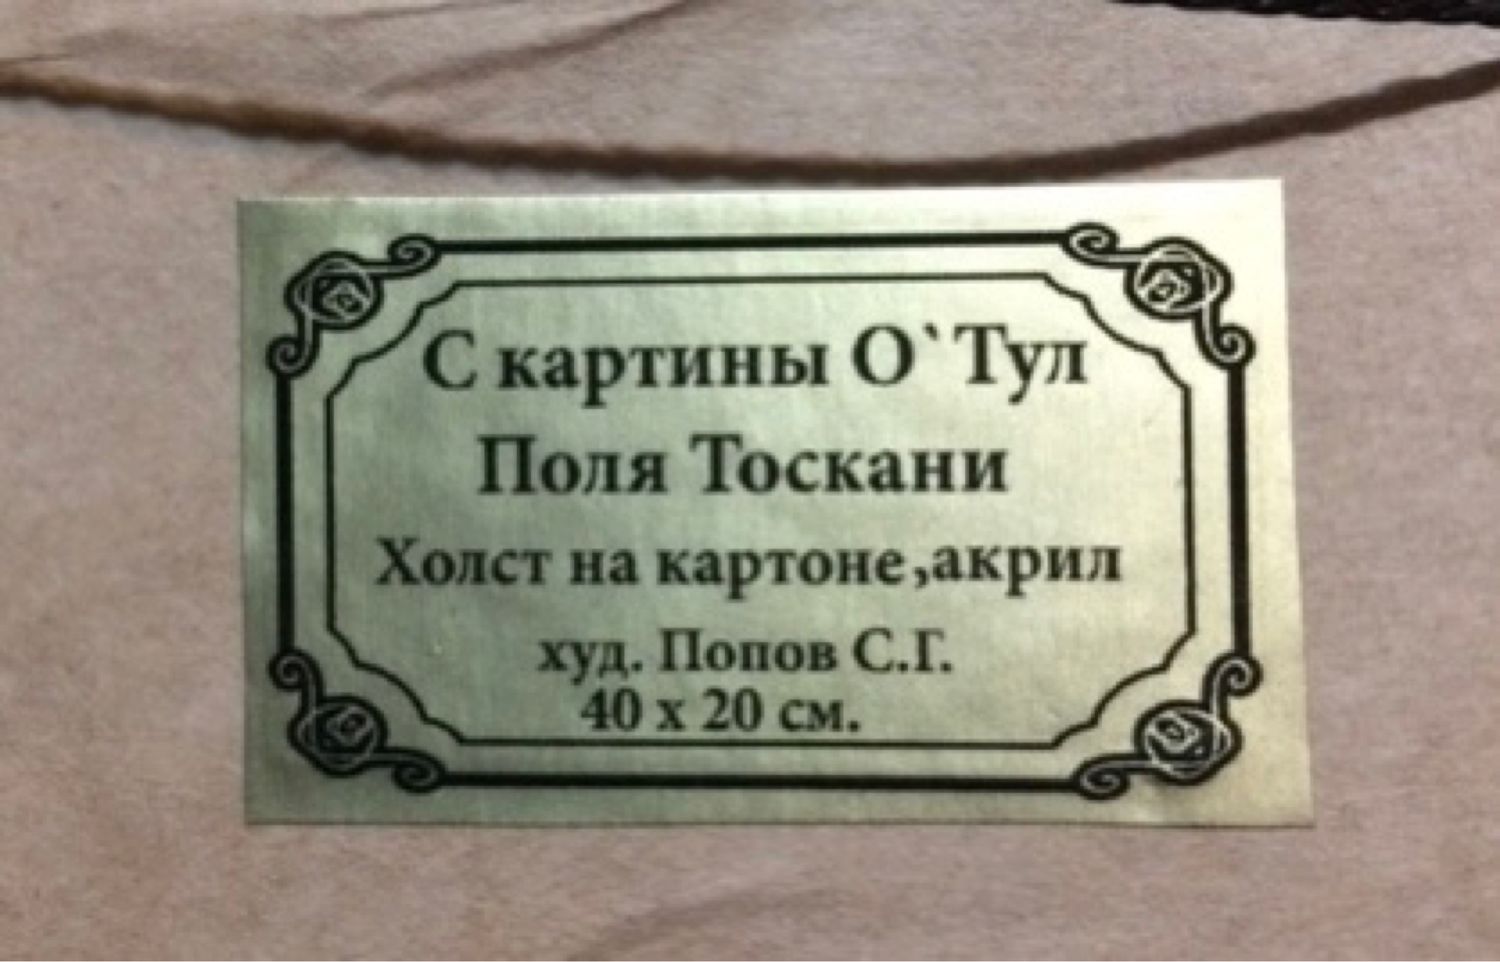 С картины О`Тул
Поля Тоскани
Холст на картоне,акрил
худ. Попов С.Г.
40 х 20 см.